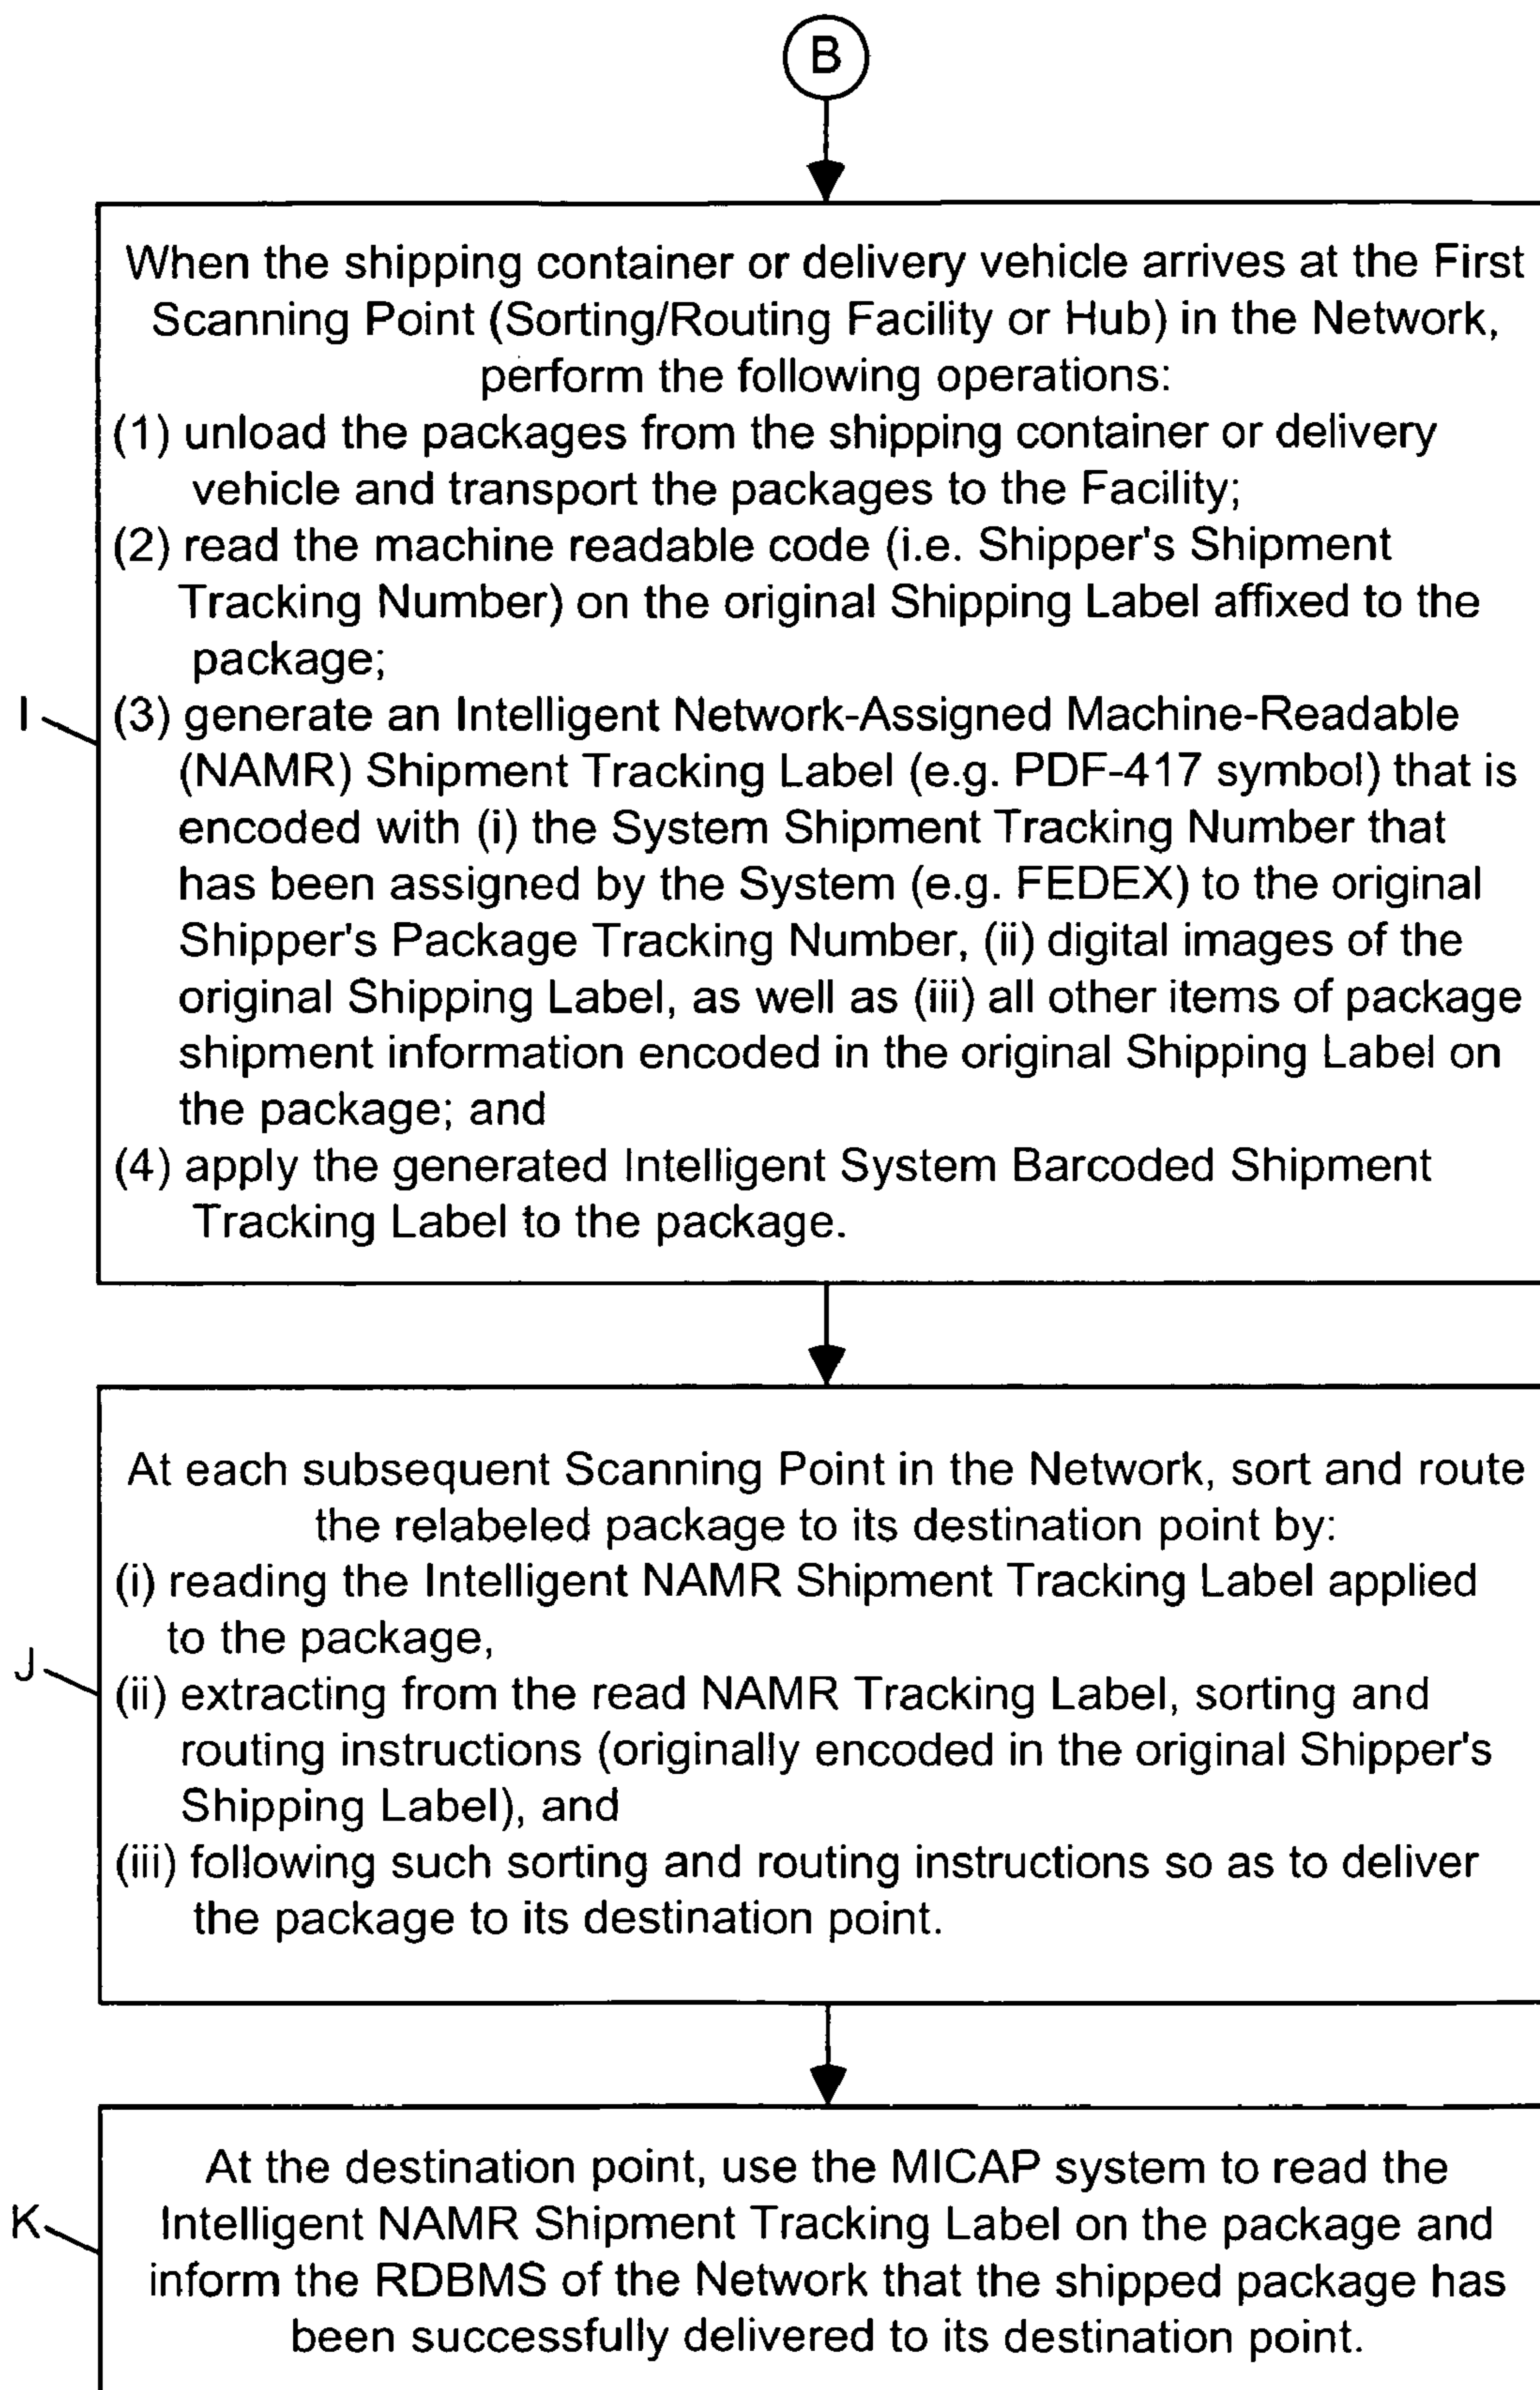 B
When the shipping container or delivery vehicle arrives at the First
Scanning Point (Sorting/Routing Facility or Hub) in the Network,
perform the following operations:
(1) unload the packages from the shipping container or delivery
vehicle and transport the packages to the Facility;
(2) read the machine readable code (i.e. Shipper's Shipment
Tracking Number) on the original Shipping Label affixed to the
package;
I
(3) generate an Intelligent Network-Assigned Machine-Readable
(NAMR) Shipment Tracking Label (e.g. PDF-417 symbol) that is
encoded with (i) the System Shipment Tracking Number that
has been assigned by the System (e.g. FEDEX) to the original
Shipper's Package Tracking Number, (ii) digital images of the
original Shipping Label, as well as (iii) all other items of package
shipment information encoded in the original Shipping Label on
the package; and
(4) apply the generated Intelligent System Barcoded Shipment
Tracking Label to the package.
At each subsequent Scanning Point in the Network, sort and route
the relabeled package to its destination point by:
(i) reading the Intelligent NAMR Shipment Tracking Label applied
to the package,
J
(ii) extracting from the read NAMR Tracking Label, sorting and
routing instructions (originally encoded in the original Shipper's
Shipping Label), and
(iii) following such sorting and routing instructions so as to deliver
the package to its destination point.
At the destination point, use the MICAP system to read the
K
Intelligent NAMR Shipment Tracking Label on the package and
inform the RDBMS of the Network that the shipped package has
been successfully delivered to its destination point.